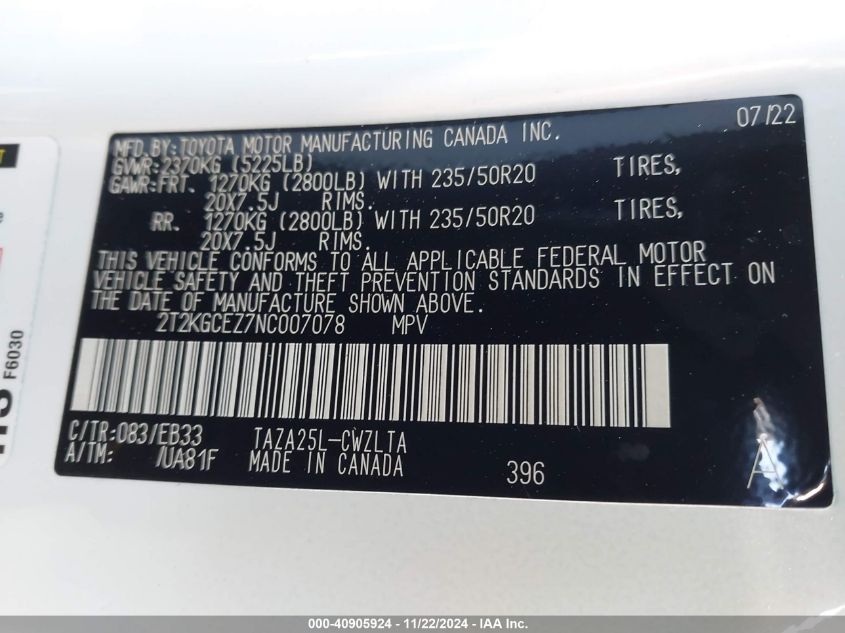 07/22
MFD. BY: TOYOTA MOTOR MANUFACTURING CANADA INC.
GVWR: 2370KG (5225LB)
GAWR: FRT. 1270KG (2800LB) WITH 235/50R20 TIRES,
20X7.5J RIMS.
RR. 1270KG (2800LB) WITH 235/50R20 TIRES,
20X7.5J RIMS.
THIS VEHICLE CONFORMS TO ALL APPLICABLE FEDERAL MOTOR
VEHICLE SAFETY AND THEFT PREVENTION STANDARDS IN EFFECT ON
THE DATE OF MANUFACTURE SHOWN ABOVE.
2T2KGCEZ7NC007078 MPV
C/TR: 083/EB33 TAZA25L-CWZLTA
A/TM: /UA81F MADE IN CANADA 396
A
F6030
000-40905924 - 11/22/2024 - IAA Inc.